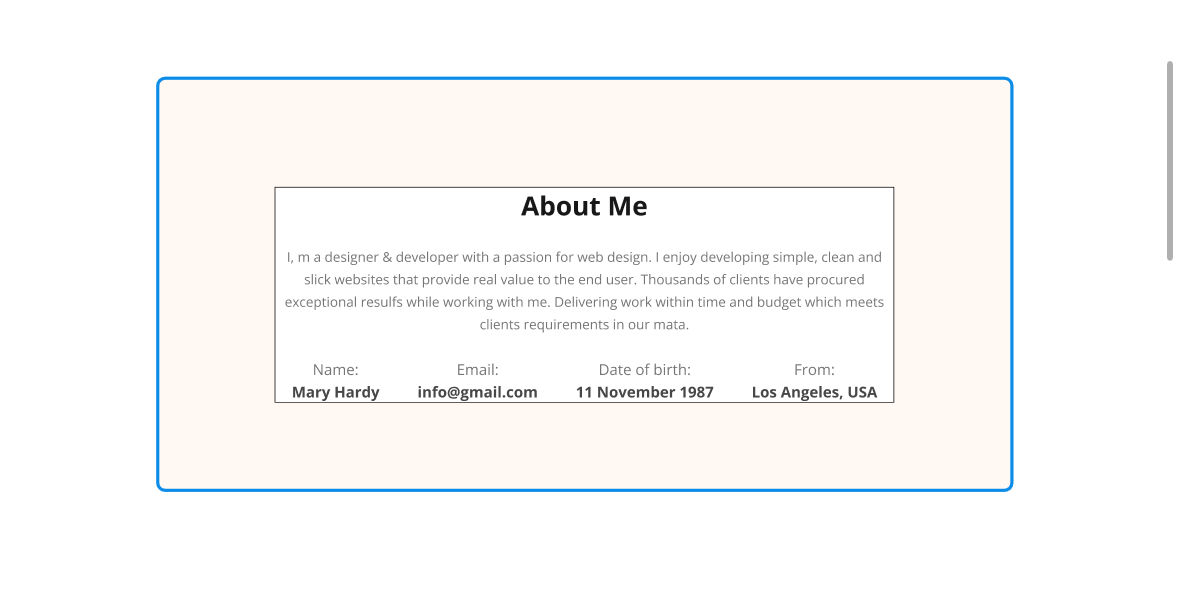 About Me
I, m a designer & developer with a passion for web design. I enjoy developing simple, clean and
slick websites that provide real value to the end user. Thousands of clients have procured
exceptional resulfs while working with me. Delivering work within time and budget which meets
clients requirements in our mata.
Name: Email: Date of birth: From:
Mary Hardy info@gmail.com 11 November 1987 Los Angeles, USA